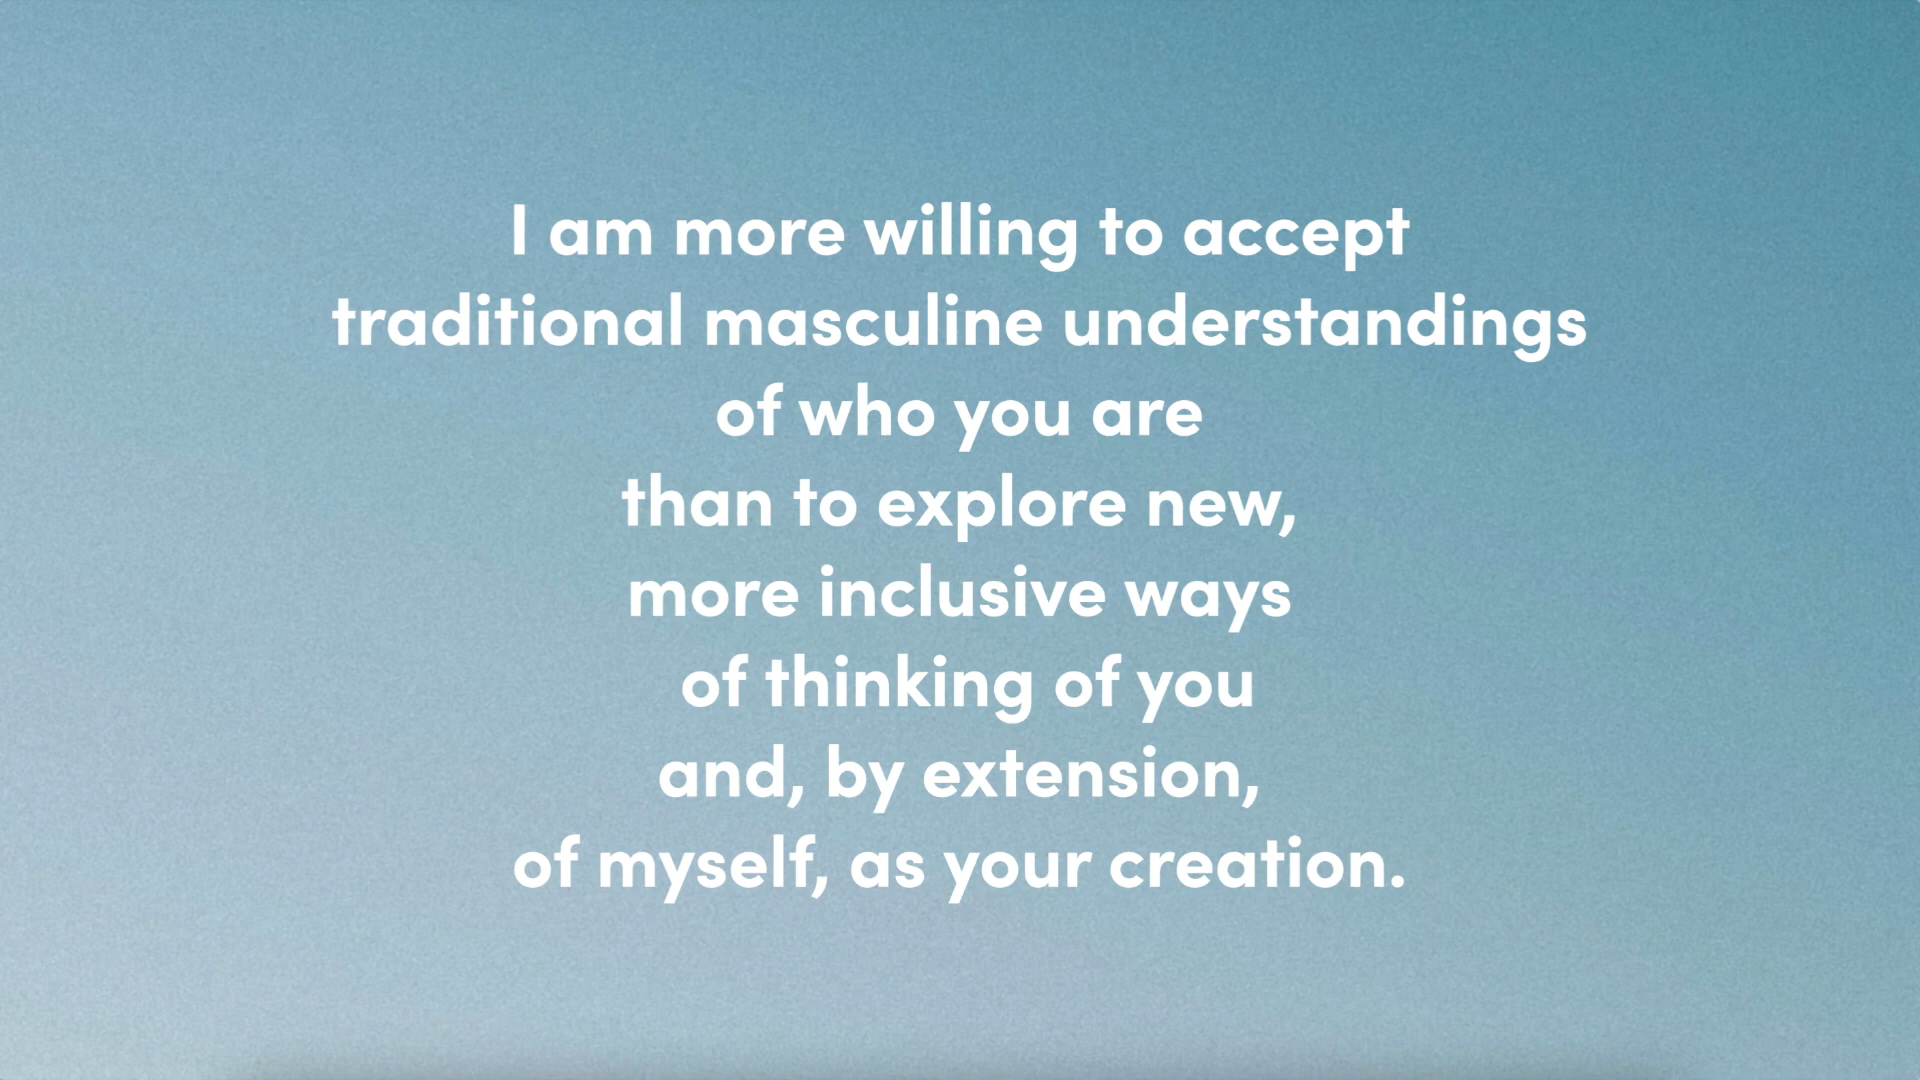 I am more willing to accept
traditional masculine understandings
of who you are
than to explore new,
more inclusive ways
of thinking of you
and, by extension,
of myself, as your creation.